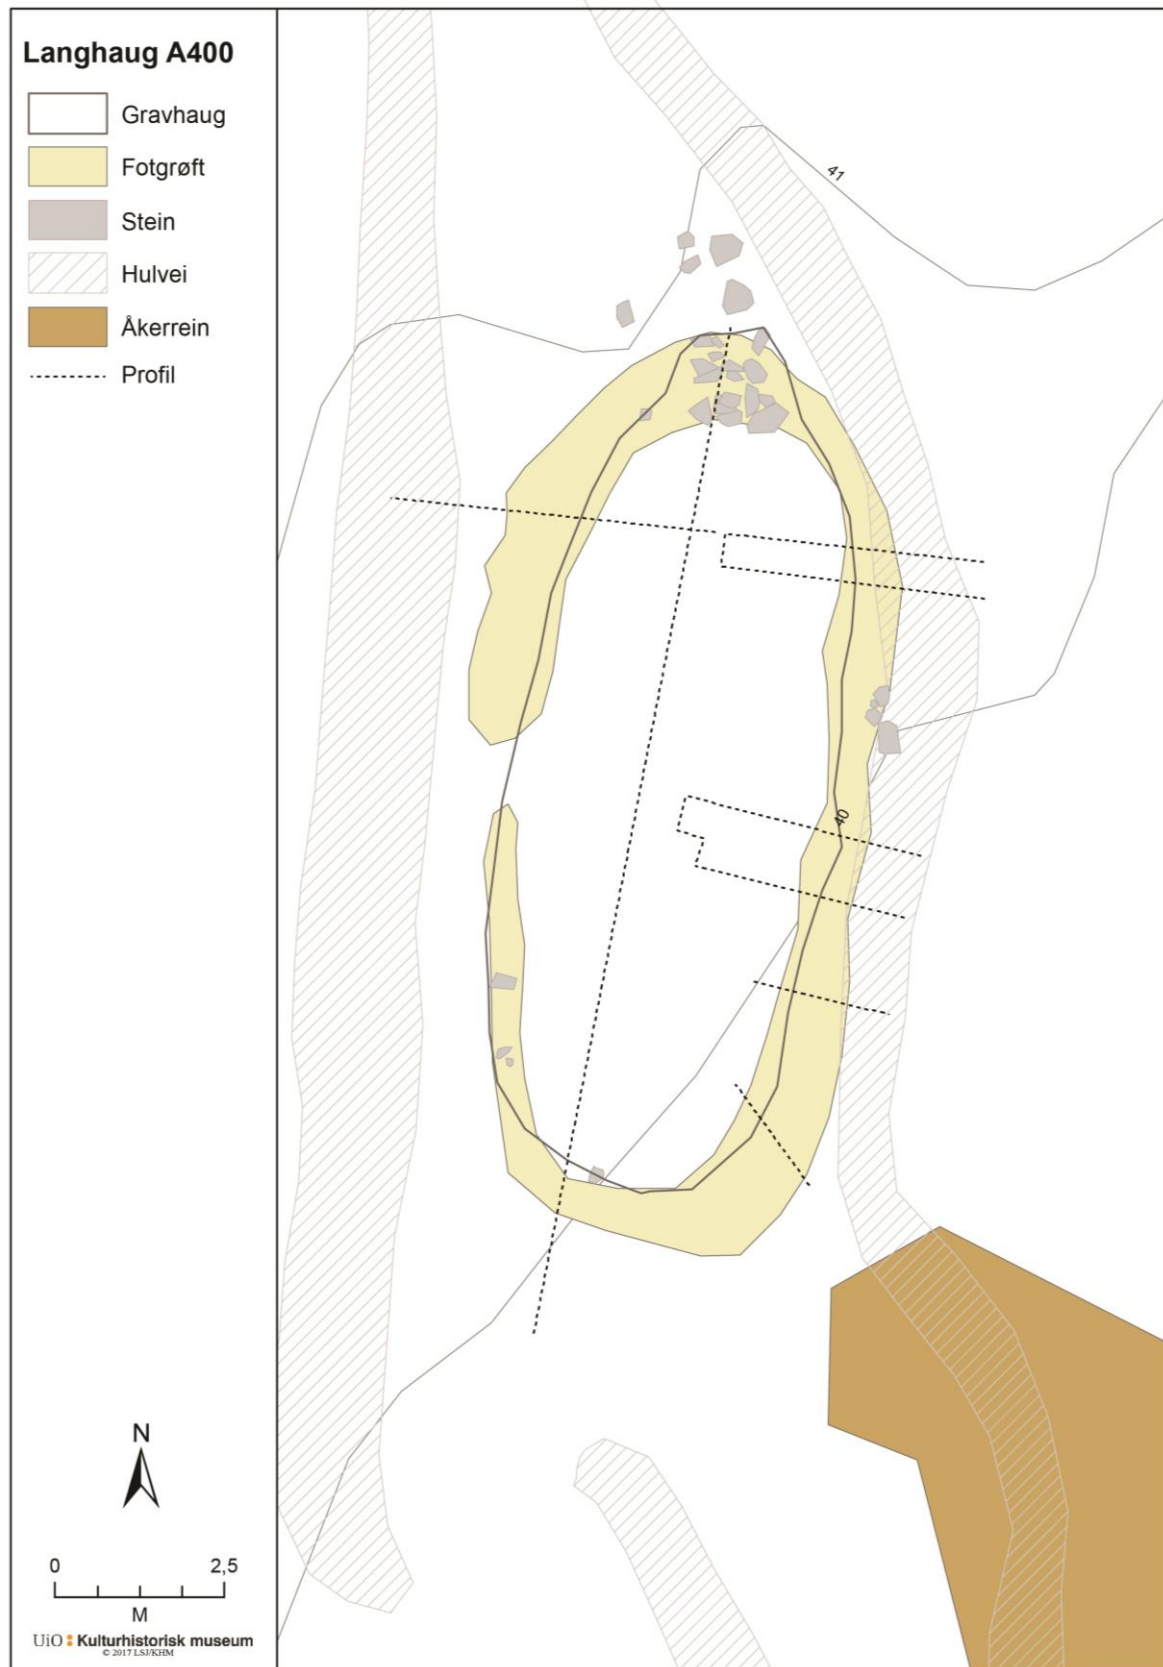 Langhaug A400
Gravhaug
Fotgrøft
Stein
Hulvei
Åkerrein
Profil
N
0 2,5
M
UiO Kulturhistorisk museum
© 2017 LSJ/KHM
41
40